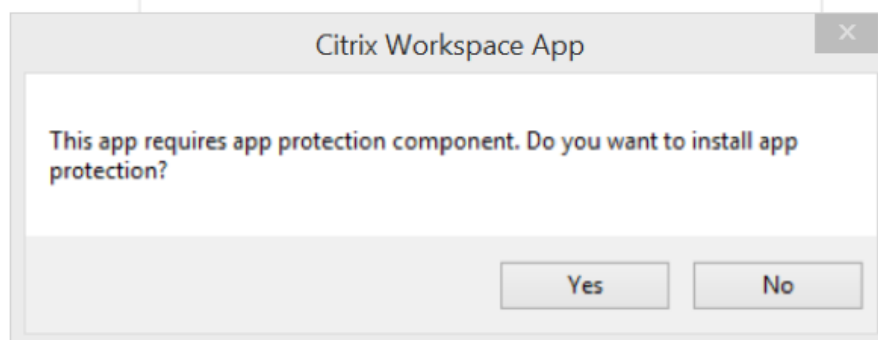 Citrix Workspace App
This app requires app protection component. Do you want to install app
protection?
Yes
No